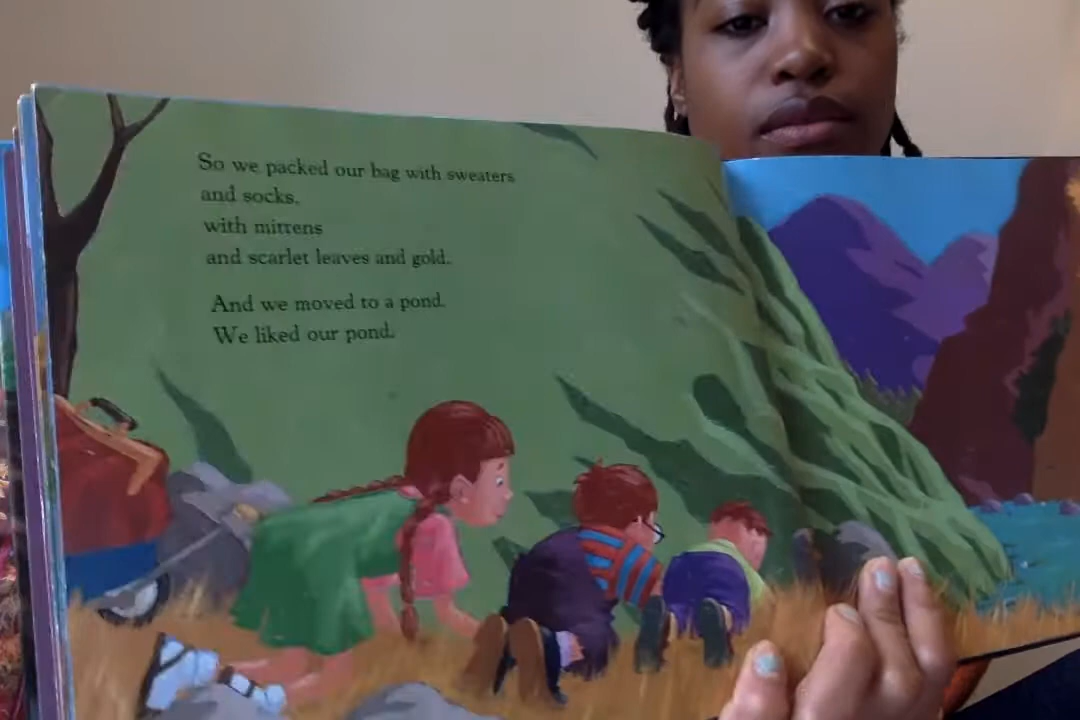 So we packed our bag with sweaters
and socks,
with mittens
and scarlet leaves and gold.
And we moved to a pond.
We liked our pond.